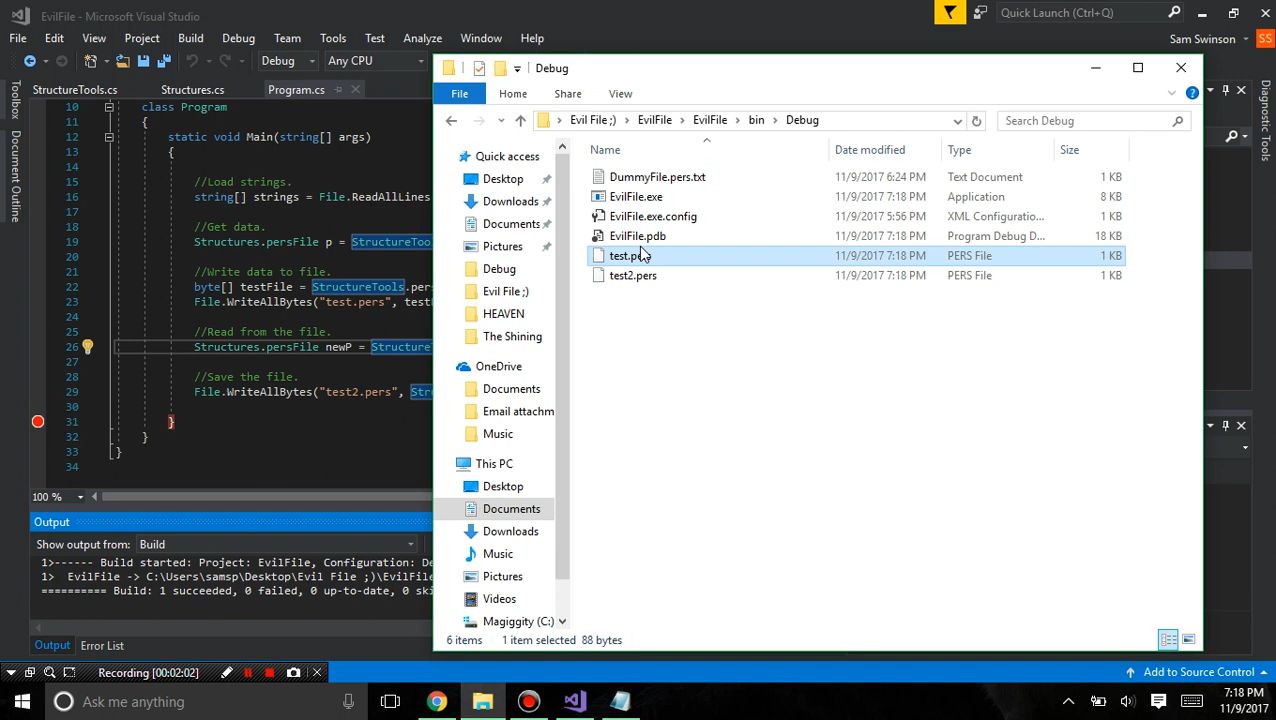 EvilFile - Microsoft Visual Studio
Quick Launch (Ctrl+Q)
File Edit View Project Build Debug Team Tools Test Analyze Window Help
Sam Swinson SS
Debug Any CPU
Toolbox
Document Outline
Diagnostic Tools
StructureTools.cs Structures.cs Program.cs
10 class Program
11 {
12 static void Main(string[] args)
13 {
14
15 //Load strings.
16 string[] strings = File.ReadAllLines
17
18 //Get data.
19 Structures.persFile p = StructureTool
20
21 //Write data to file.
22 byte[] testFile = StructureTools.pers
23 File.WriteAllBytes("test.pers", testF
24
25 //Read from the file.
26 Structures.persFile newP = StructureT
27
28 //Save the file.
29 File.WriteAllBytes("test2.pers", Str
30
31 }
32 }
33 }
34
100 %
Output
Show output from: Build
1>------ Build started: Project: EvilFile, Configuration: De
1> EvilFile -> C:\Users\
\Desktop\Evil File ;)\EvilFile
========== Build: 1 succeeded, 0 failed, 0 up-to-date, 0 sk
Output Error List
Debug
File Home Share View
Evil File ;) EvilFile EvilFile bin Debug
Search Debug
Name Date modified Type Size
DummyFile.pers.txt 11/9/2017 6:24 PM Text Document 1 KB
EvilFile.exe 11/9/2017 7:18 PM Application 8 KB
EvilFile.exe.config 11/9/2017 5:56 PM XML Configuratio... 1 KB
EvilFile.pdb 11/9/2017 7:18 PM Program Debug D... 18 KB
test.pers 11/9/2017 7:18 PM PERS File 1 KB
test2.pers 11/9/2017 7:18 PM PERS File 1 KB
Quick access
Desktop
Downloads
Documents
Pictures
Debug
Evil File ;)
HEAVEN
The Shining
OneDrive
Documents
Email attachm
Music
This PC
Desktop
Documents
Downloads
Music
Pictures
Videos
Magiggity (C:)
6 items 1 item selected 88 bytes
Recording [00:02:02]
Add to Source Control
Ask me anything
7:18 PM
11/9/2017